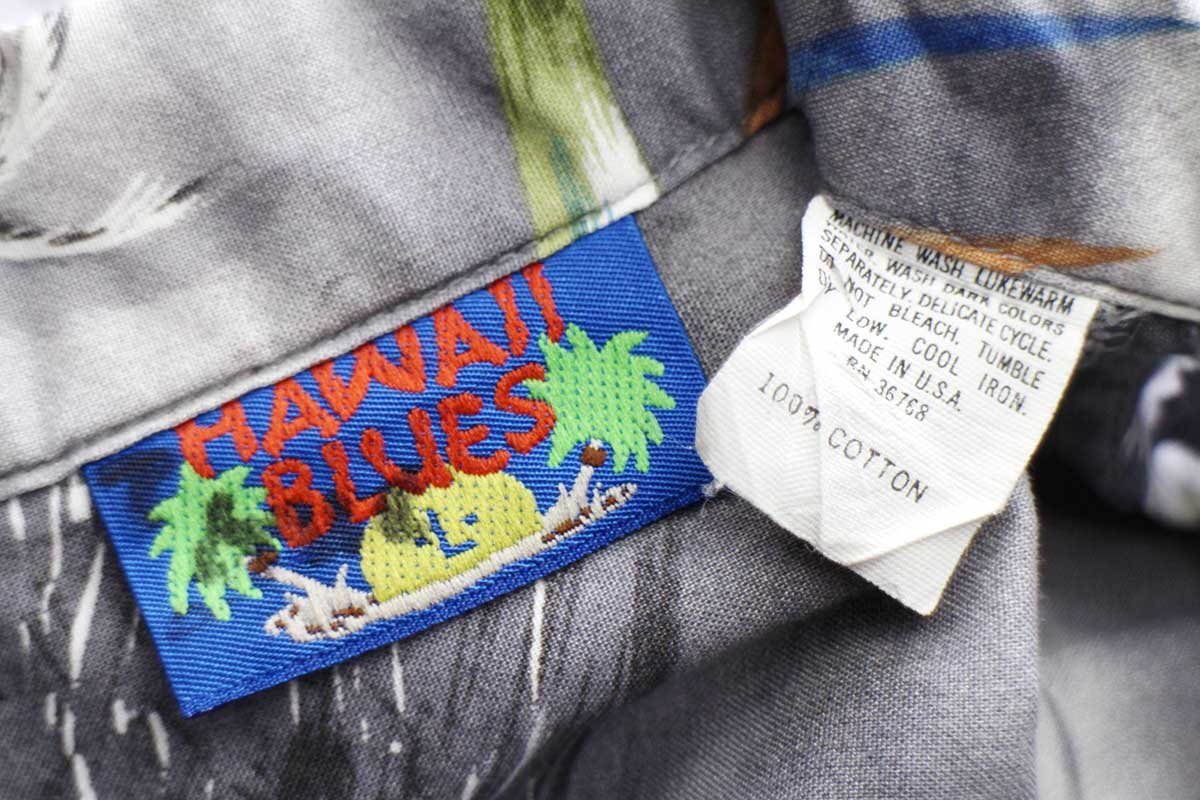 HAWAII
BLUES
MACHINE WASH LUKEWARM
WASH DARK COLORS
SEPARATELY. DELICATE CYCLE.
DO NOT BLEACH. TUMBLE
LOW. COOL IRON.
MADE IN U.S.A.
RN 36768
100% COTTON